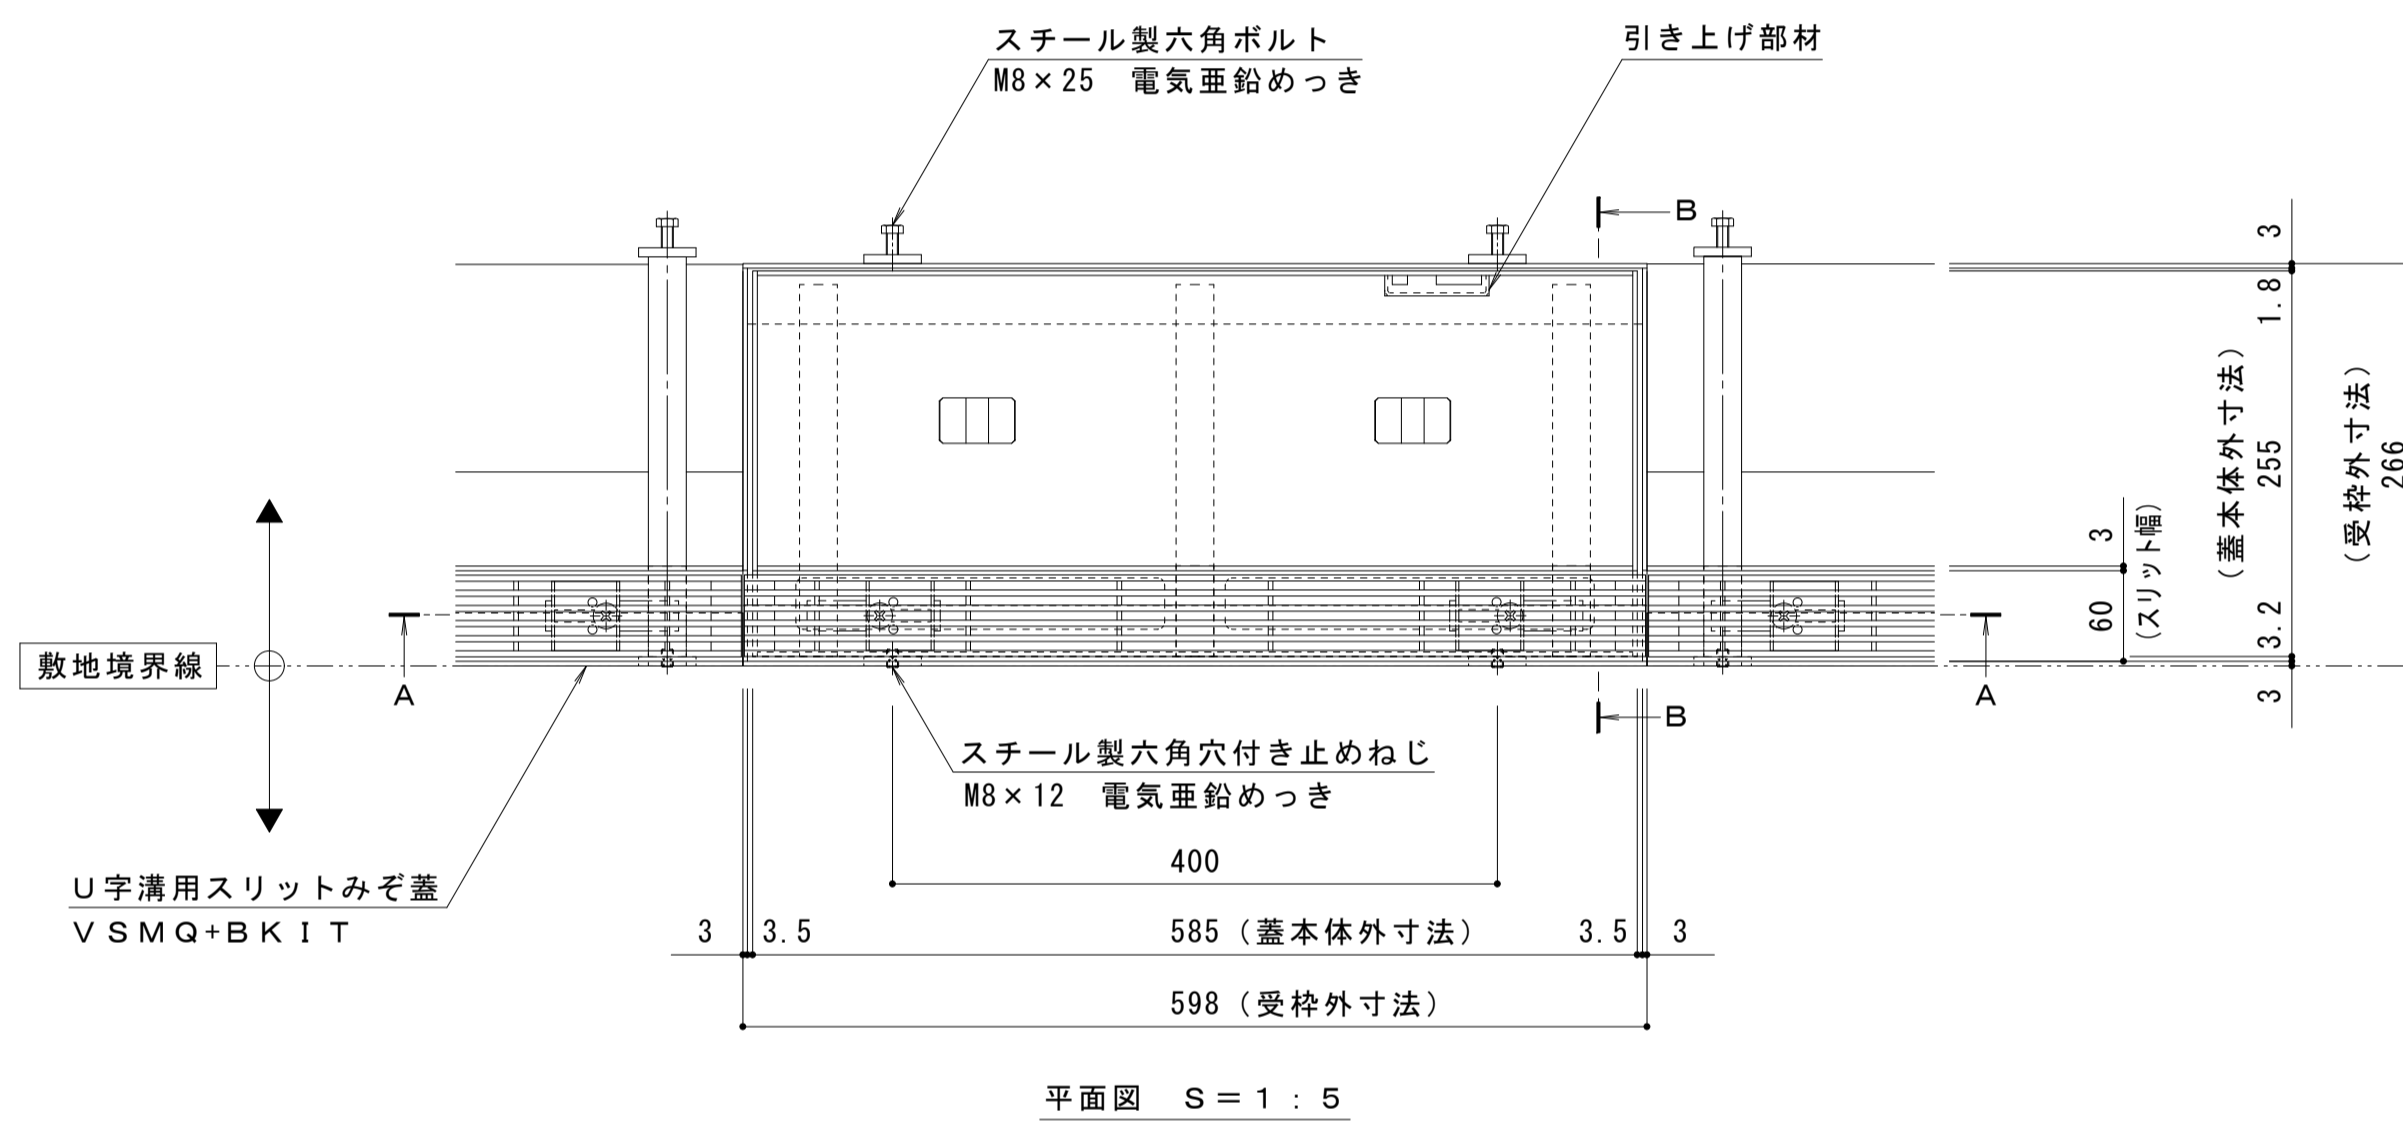 スチール製六角ボルト
M8×25 電気亜鉛めっき
引き上げ部材
B
3
1.8
(蓋本体外寸法)
255
(受枠外寸法)
266
3
60
(スリット幅)
3.2
3
敷地境界線
A
A
B
スチール製六角穴付き止めねじ
M8×12 電気亜鉛めっき
400
U字溝用スリットみぞ蓋
VSMQ+BKIT
3
3.5
585(蓋本体外寸法)
3.5
3
598(受枠外寸法)
平面図 S=1:5